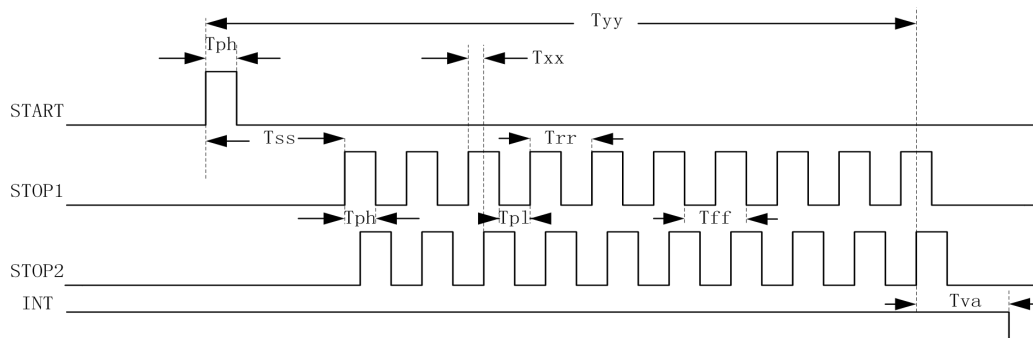 Tyy
Tph Txx
START
Tss Trr
STOP1
Tph Tpl Tff
STOP2
INT Tva